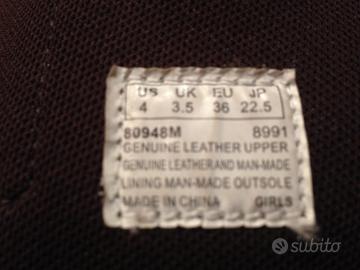 US UK EU JP
4 3.5 36 22.5
80948M 8991
GENUINE LEATHER UPPER
GENUINE LEATHER AND MAN-MADE
LINING MAN-MADE OUTSOLE
MADE IN CHINA GIRLS
subito